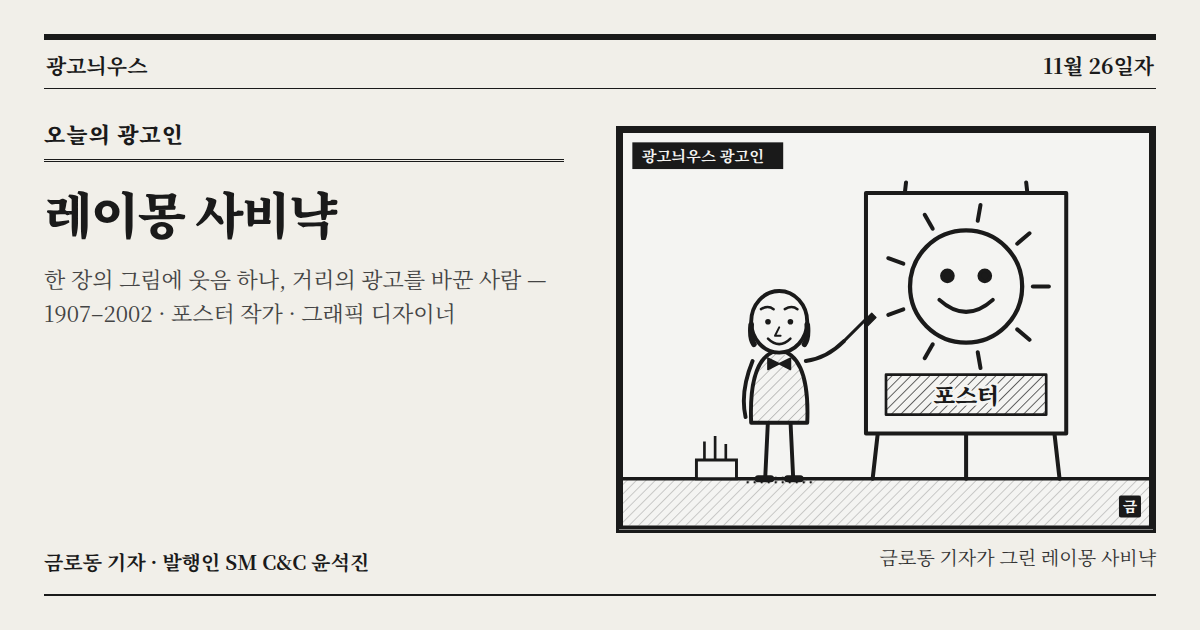 광고늬우스
11월 26일자
오늘의 광고인
레이몽 사비냑
한 장의 그림에 웃음 하나, 거리의 광고를 바꾼 사람 —
1907–2002 · 포스터 작가 · 그래픽 디자이너
광고늬우스 광고인
포스터
금
금로동 기자 · 발행인 SM C&C 윤석진
금로동 기자가 그린 레이몽 사비냑